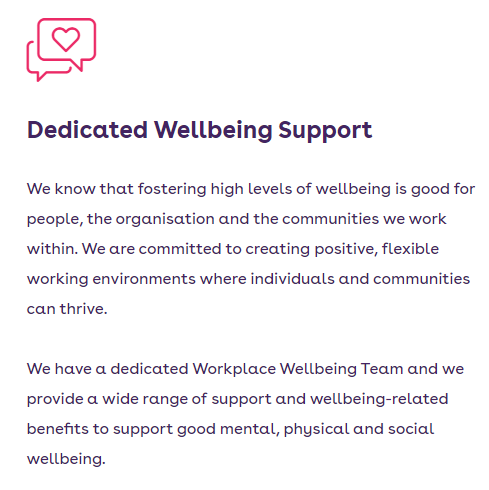 Dedicated Wellbeing Support
We know that fostering high levels of wellbeing is good for
people, the organisation and the communities we work
within. We are committed to creating positive, flexible
working environments where individuals and communities
can thrive.
We have a dedicated Workplace Wellbeing Team and we
provide a wide range of support and wellbeing-related
benefits to support good mental, physical and social
wellbeing.